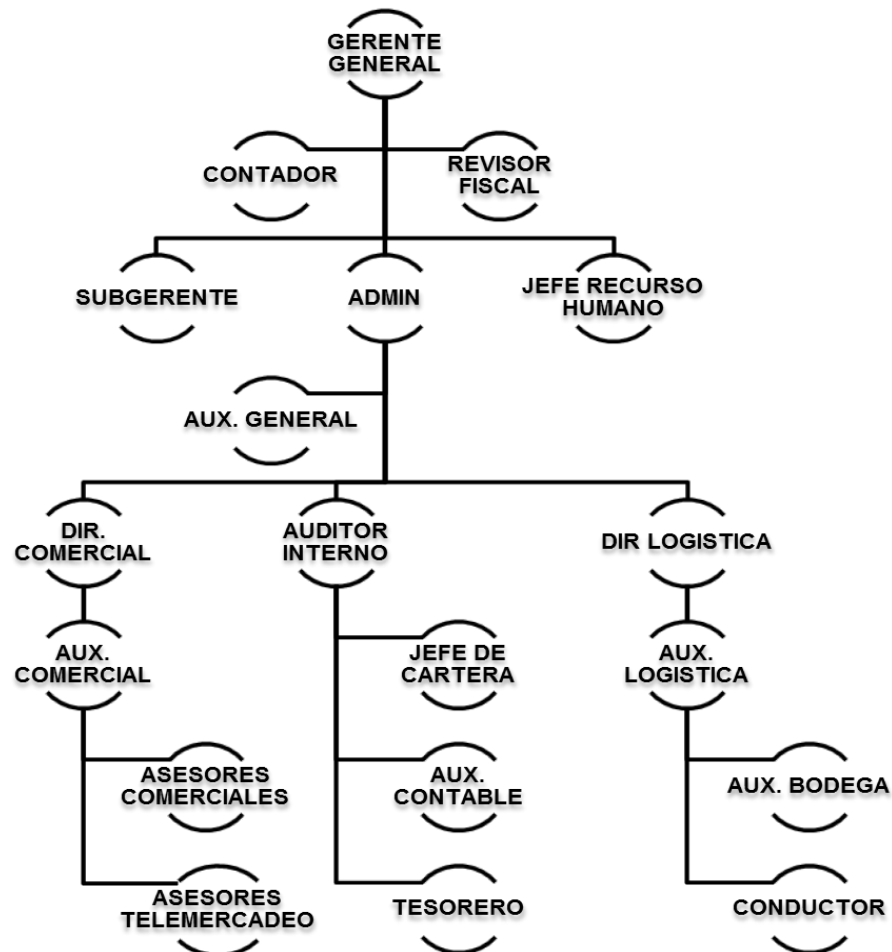 GERENTE
GENERAL
CONTADOR
REVISOR
FISCAL
SUBGERENTE
ADMIN
JEFE RECURSO
HUMANO
AUX. GENERAL
DIR.
COMERCIAL
AUDITOR
INTERNO
DIR LOGISTICA
AUX.
COMERCIAL
JEFE DE
CARTERA
AUX.
LOGISTICA
ASESORES
COMERCIALES
AUX.
CONTABLE
AUX. BODEGA
ASESORES
TELEMERCADEO
TESORERO
CONDUCTOR